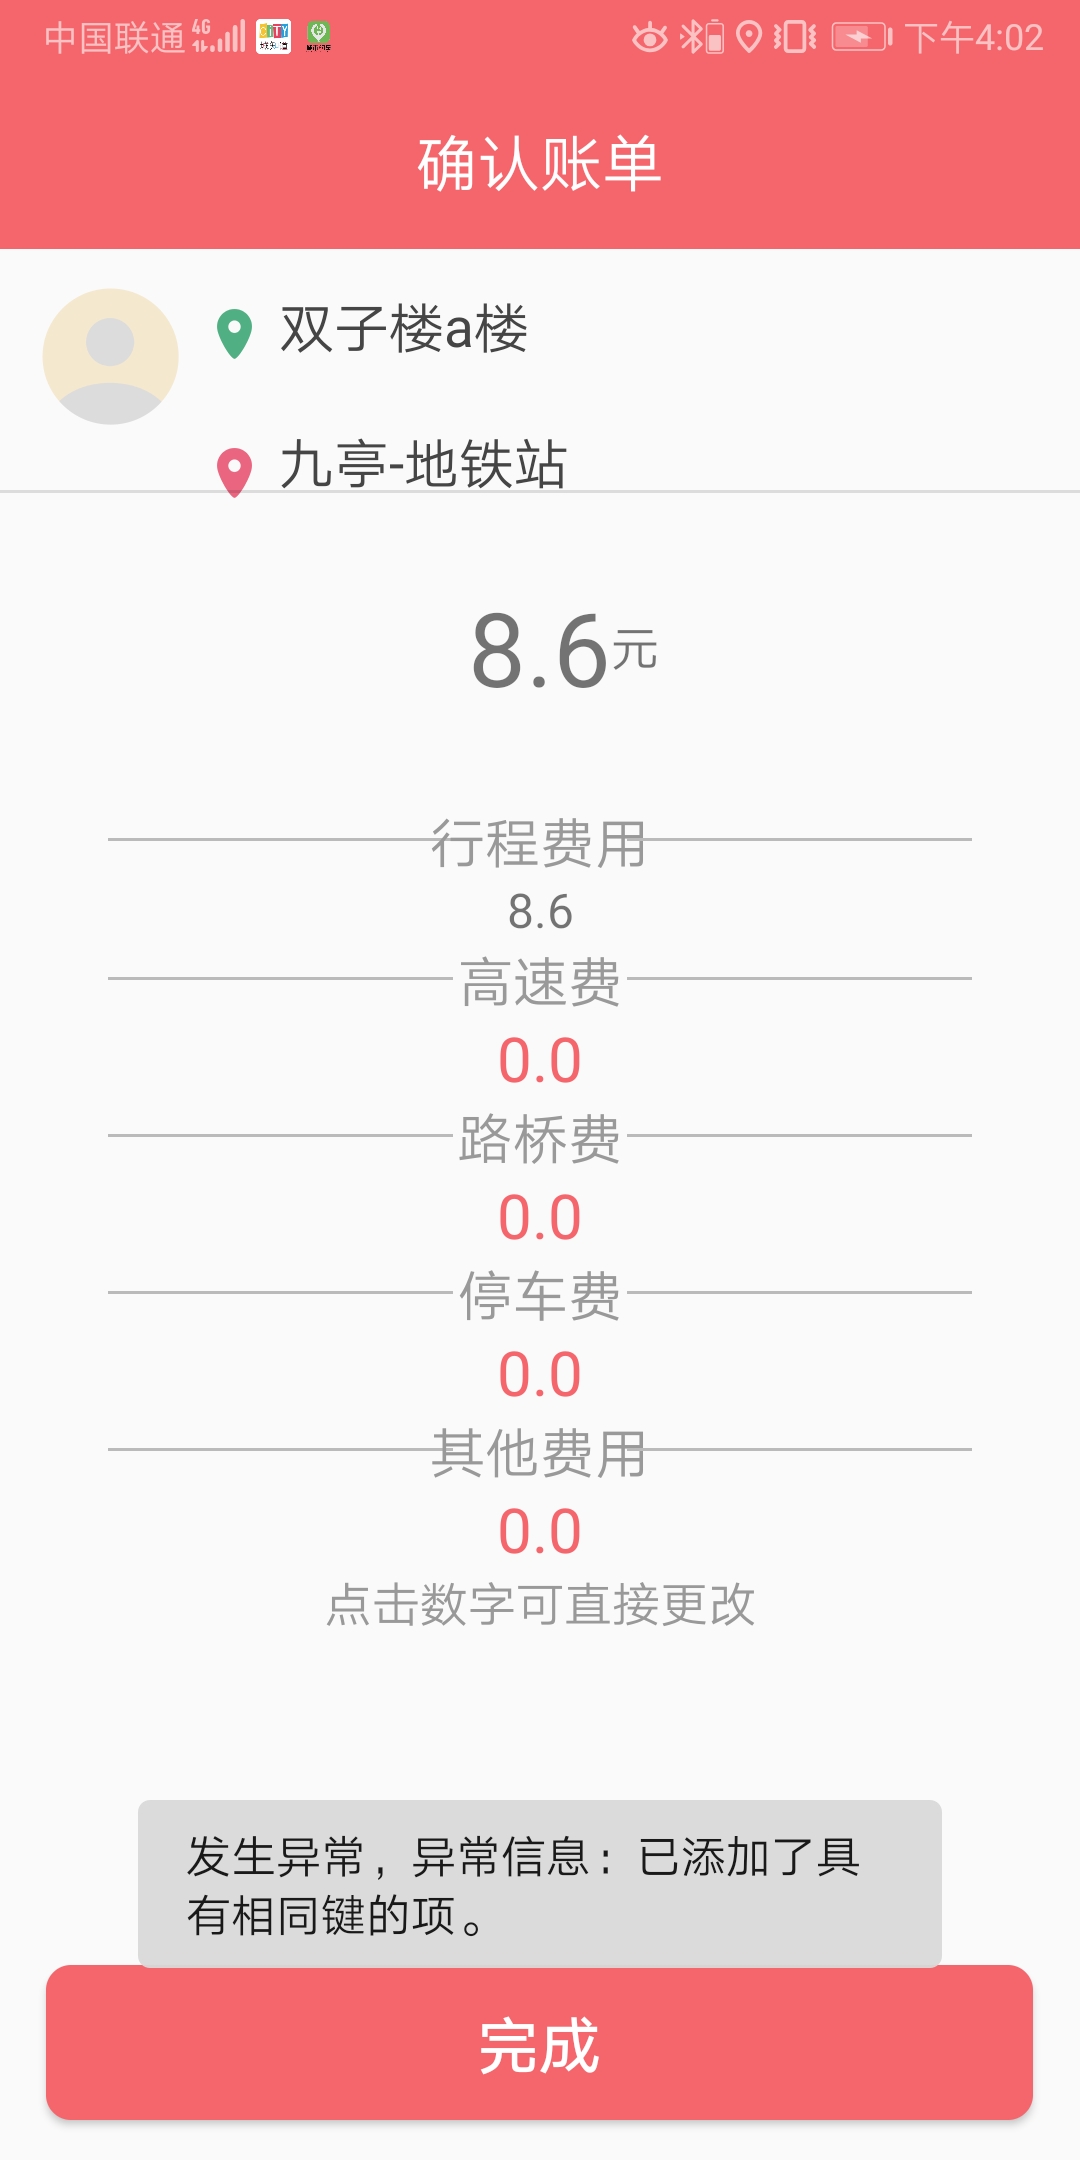 中国联通 4G 下午4:02
确认账单
双子楼a楼
九亭-地铁站
8.6元
行程费用
8.6
高速费
0.0
路桥费
0.0
停车费
0.0
其他费用
0.0
点击数字可直接更改
发生异常，异常信息：已添加了具
有相同键的项。
完成